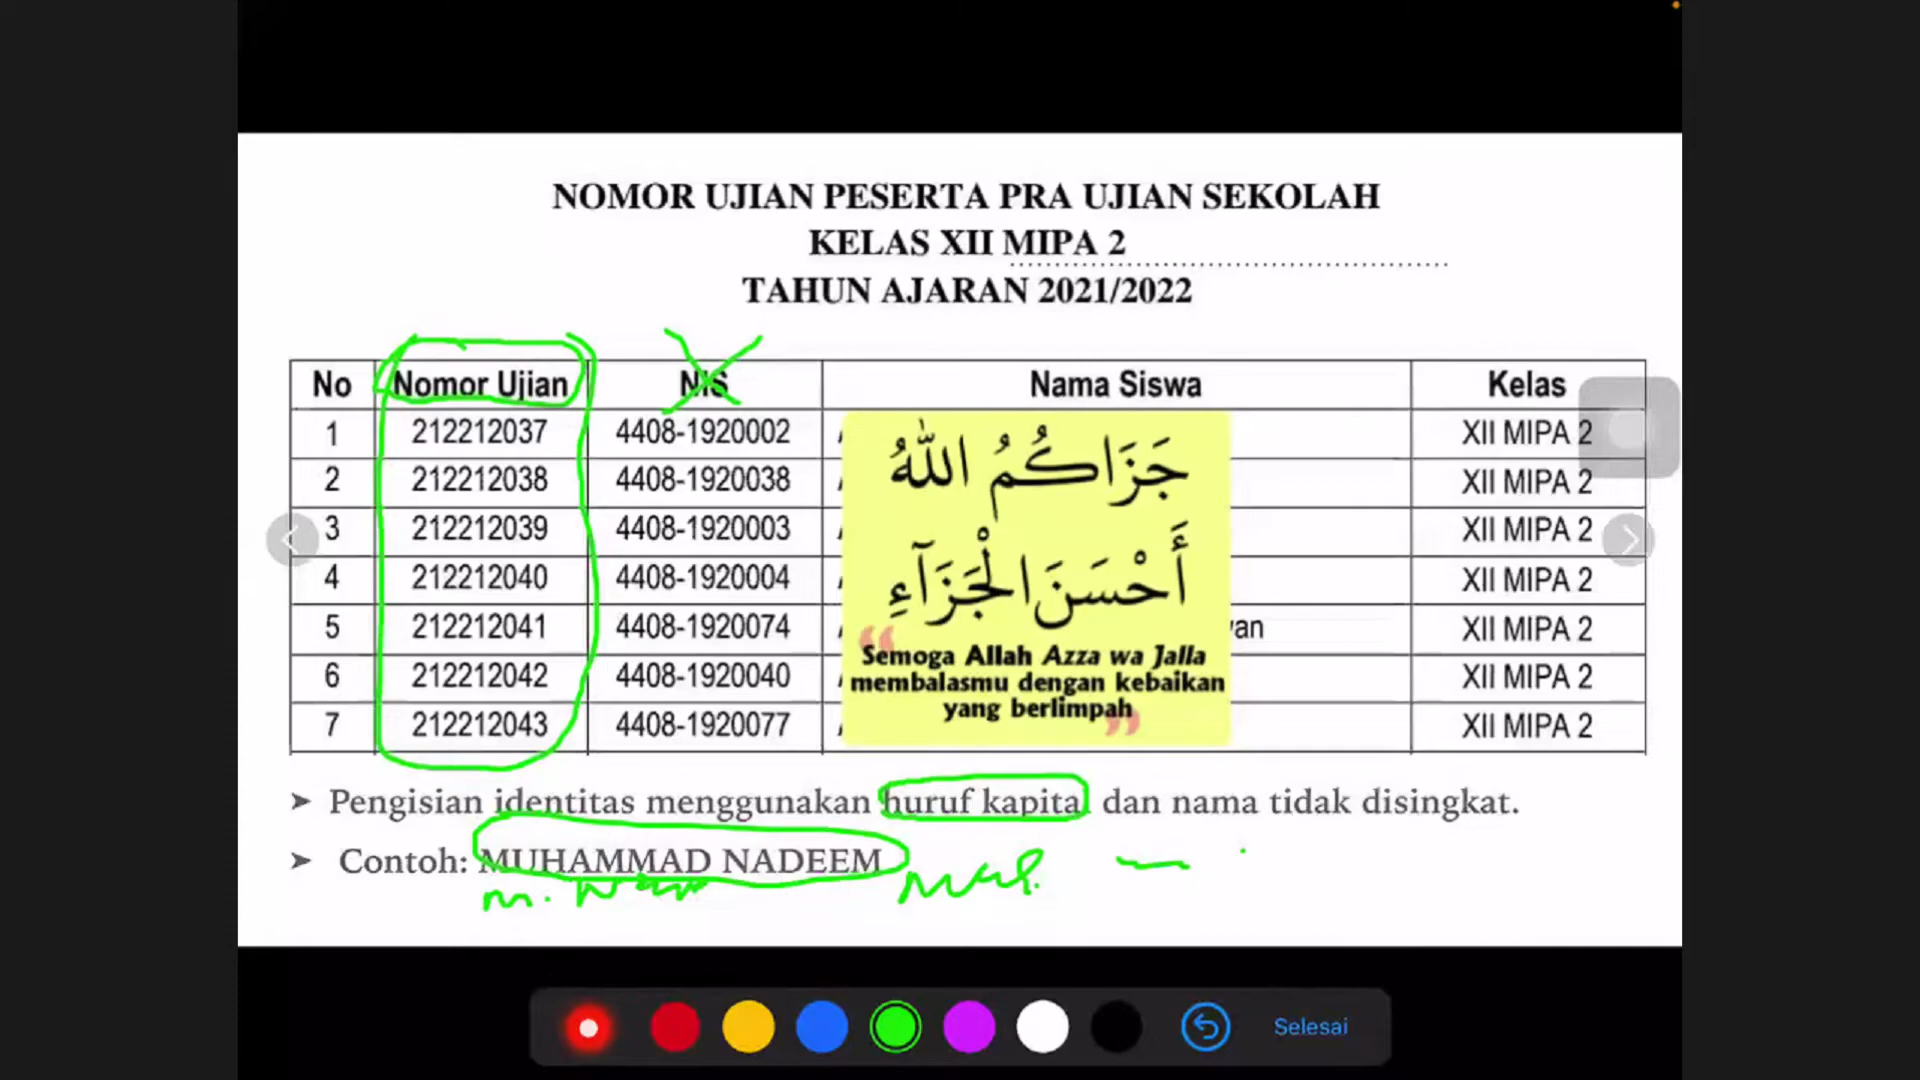 NOMOR UJIAN PESERTA PRA UJIAN SEKOLAH
KELAS XII MIPA 2
TAHUN AJARAN 2021/2022
No Nomor Ujian NIS Nama Siswa Kelas
1 212212037 4408-1920002 XII MIPA 2
2 212212038 4408-1920038 XII MIPA 2
3 212212039 4408-1920003 XII MIPA 2
4 212212040 4408-1920004 XII MIPA 2
5 212212041 4408-1920074 XII MIPA 2
6 212212042 4408-1920040 XII MIPA 2
7 212212043 4408-1920077 XII MIPA 2
جَزَاكُمُ اللّٰهُ
أَحْسَنَ الْجَزَآءِ
Semoga Allah Azza wa Jalla
membalasmu dengan kebaikan
yang berlimpah
➤ Pengisian identitas menggunakan huruf kapital dan nama tidak disingkat.
➤ Contoh: MUHAMMAD NADEEM
Selesai